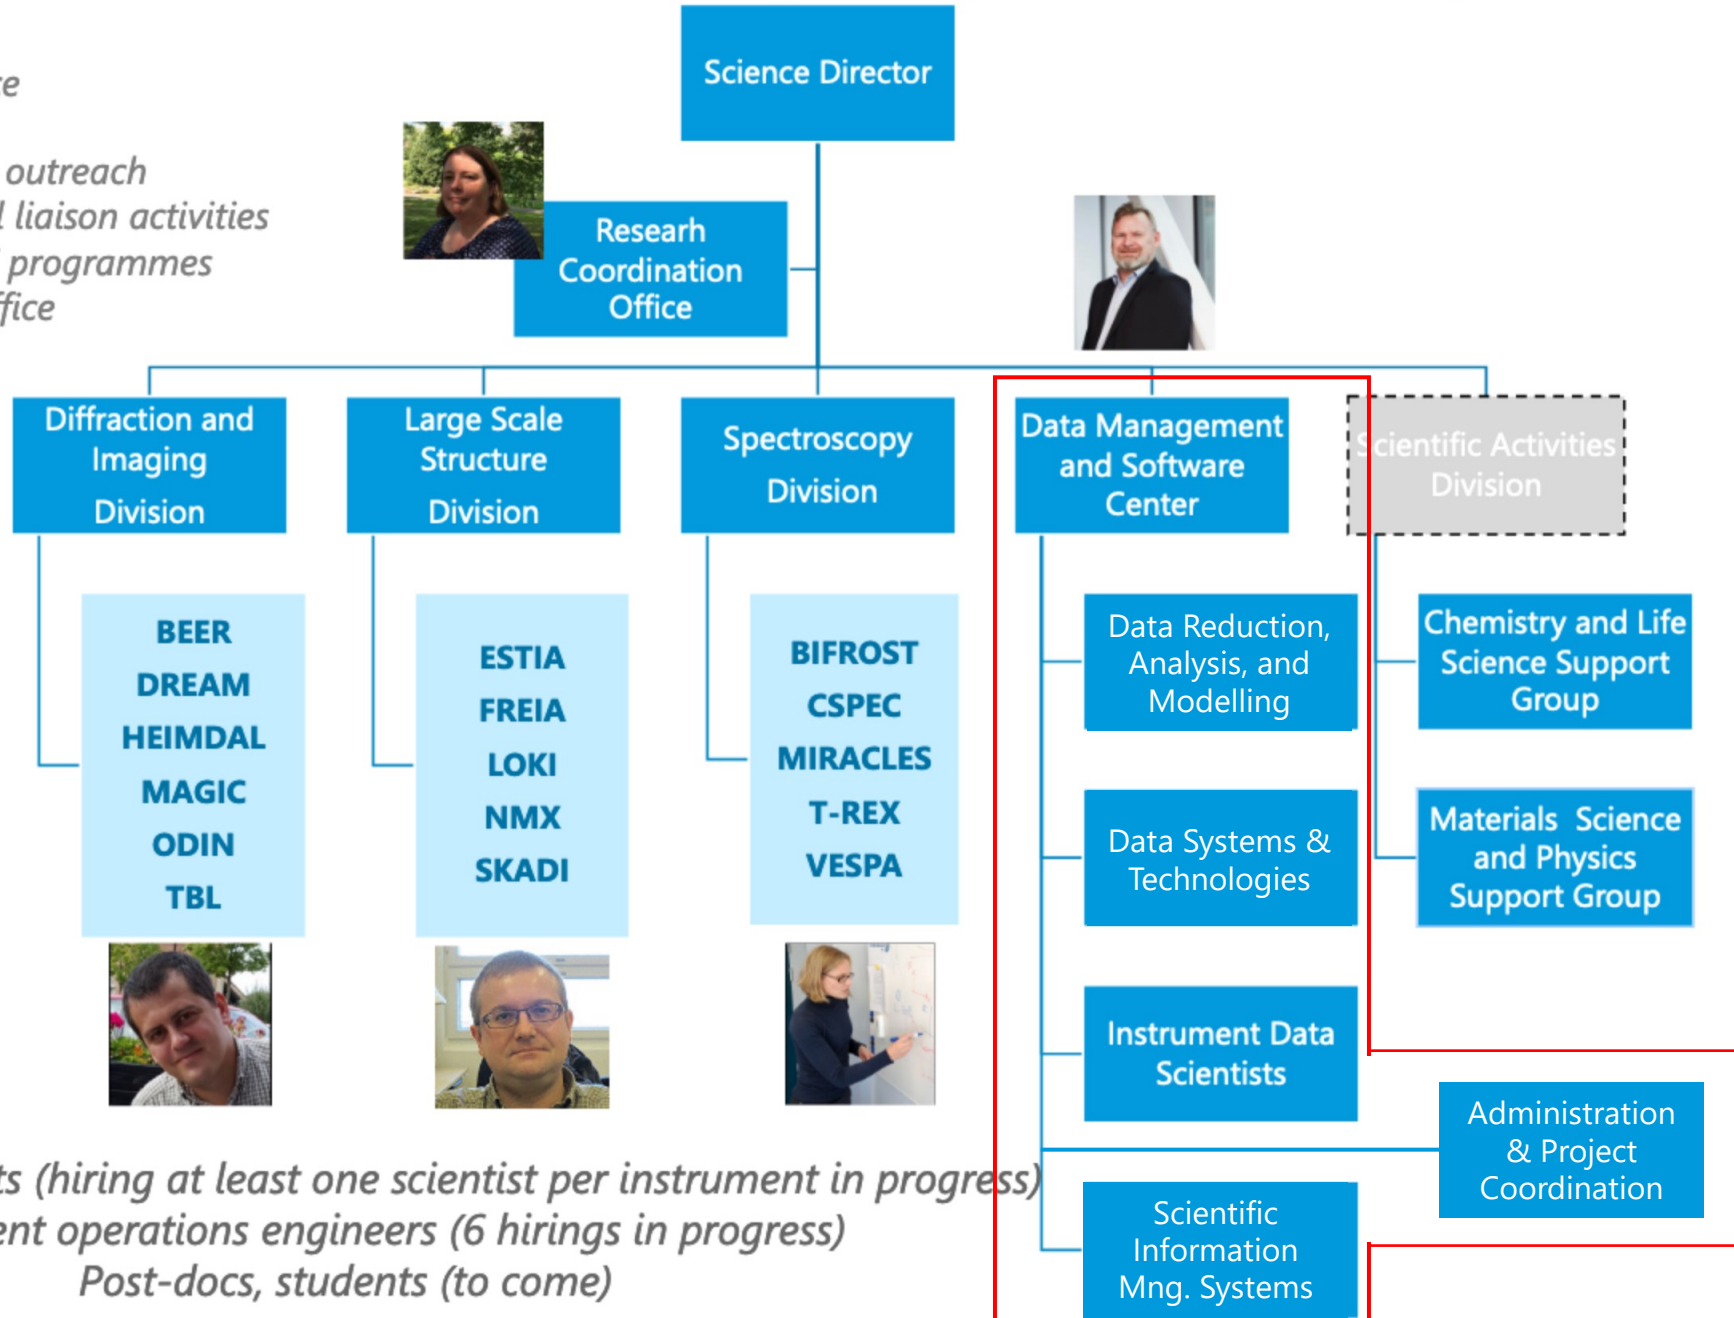 Science Director
outreach
liaison activities
programmes
Researh
Coordination
Office
Diffraction and
Imaging
Division
Large Scale
Structure
Division
Spectroscopy
Division
Data Management
and Software
Center
Scientific Activities
Division
BEER
DREAM
HEIMDAL
MAGIC
ODIN
TBL
ESTIA
FREIA
LOKI
NMX
SKADI
BIFROST
CSPEC
MIRACLES
T-REX
VESPA
Data Reduction,
Analysis, and
Modelling
Data Systems &
Technologies
Instrument Data
Scientists
Administration
& Project
Coordination
Scientific
Information
Mng. Systems
Chemistry and Life
Science Support
Group
Materials Science
and Physics
Support Group
(hiring at least one scientist per instrument in progress)
operations engineers (6 hirings in progress)
Post-docs, students (to come)